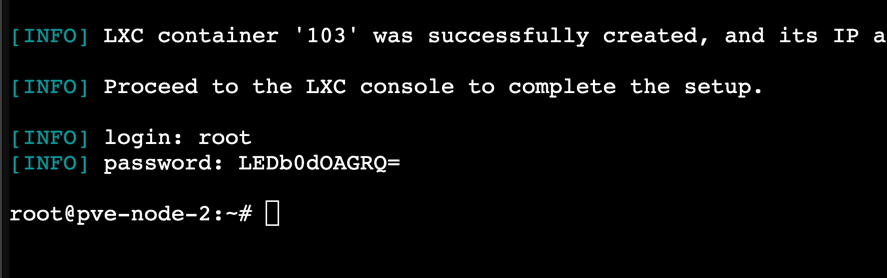 [INFO] LXC container '103' was successfully created, and its IP a
[INFO] Proceed to the LXC console to complete the setup.
[INFO] login: root
[INFO] password: LEDb0dOAGRQ=
root@pve-node-2:~#